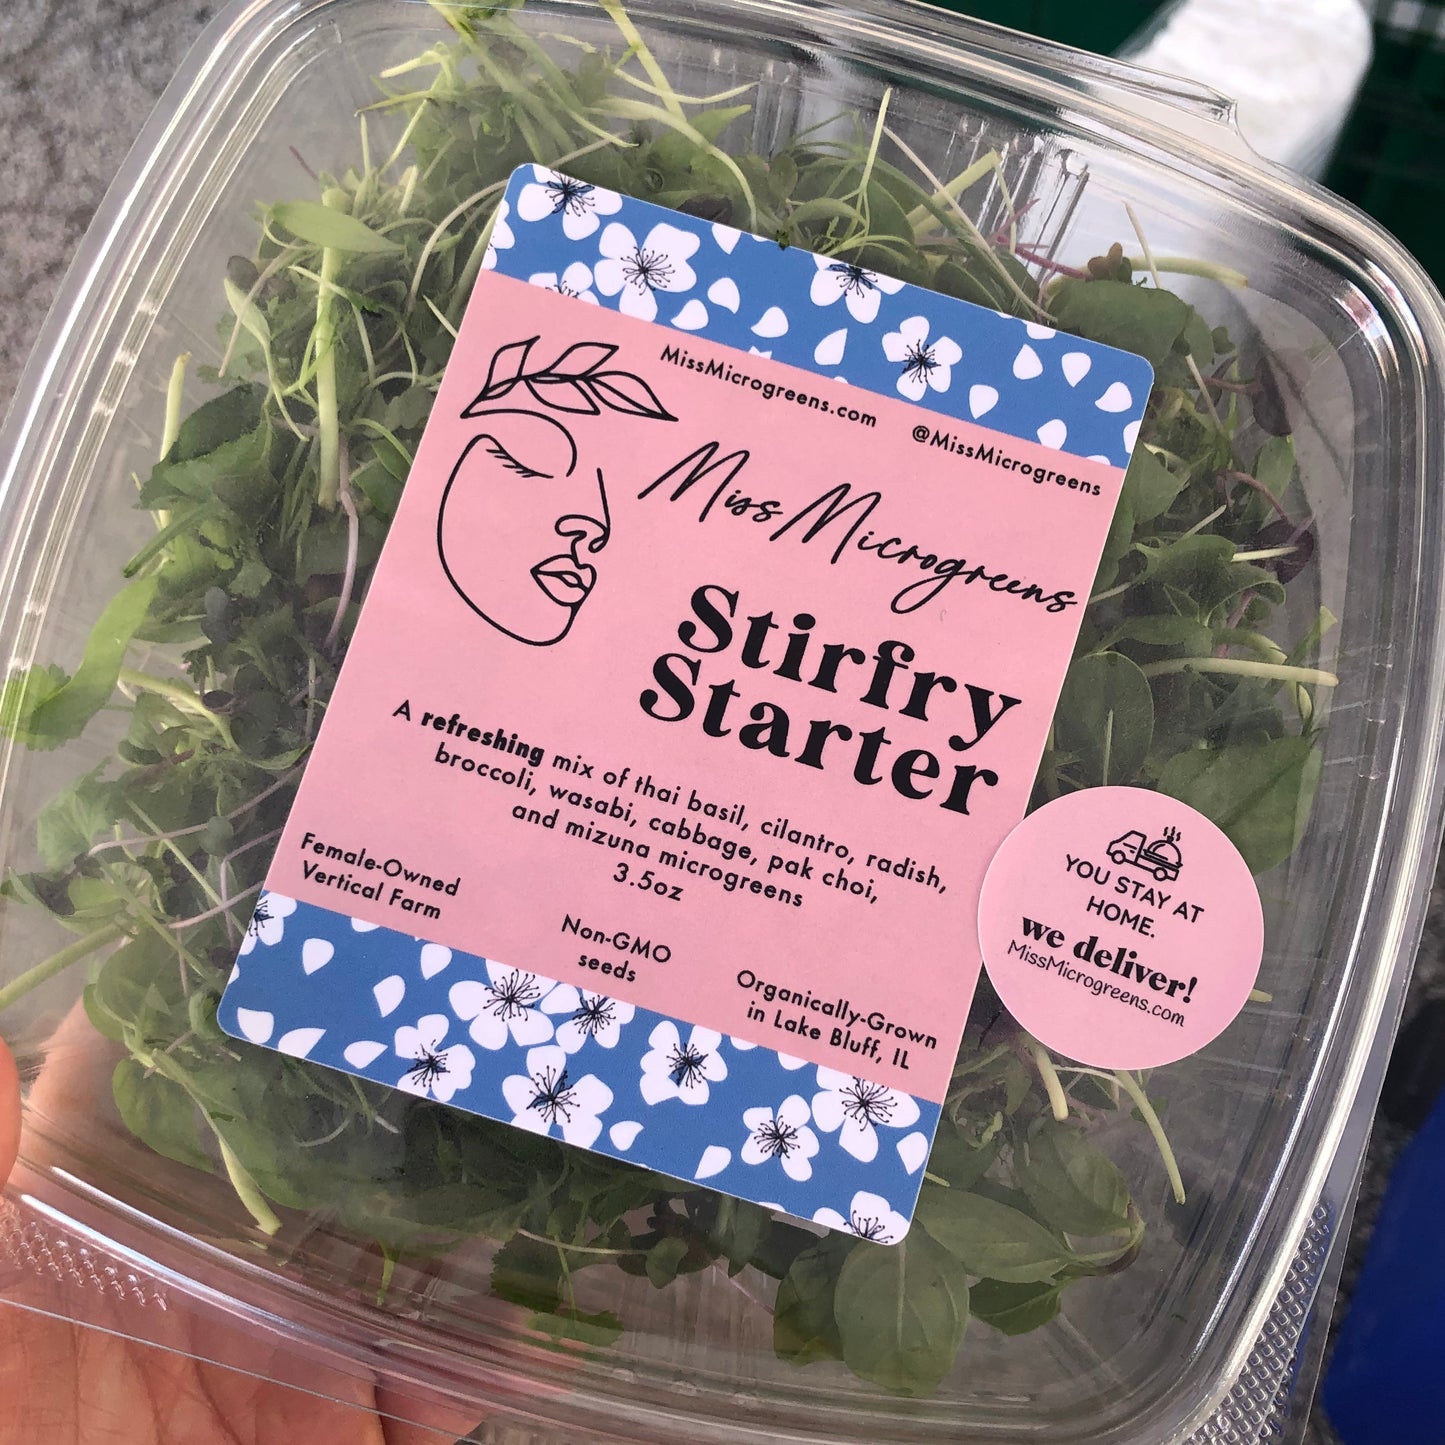 MissMicrogreens.com @MissMicrogreens
Miss Microgreens
Stirfry
Starter
A refreshing mix of thai basil, cilantro, radish,
broccoli, wasabi, cabbage, pak choi,
and mizuna microgreens
3.5oz
Female-Owned
Vertical Farm
Non-GMO
seeds
Organically-Grown
in Lake Bluff, IL
YOU STAY AT
HOME.
we deliver!
MissMicrogreens.com